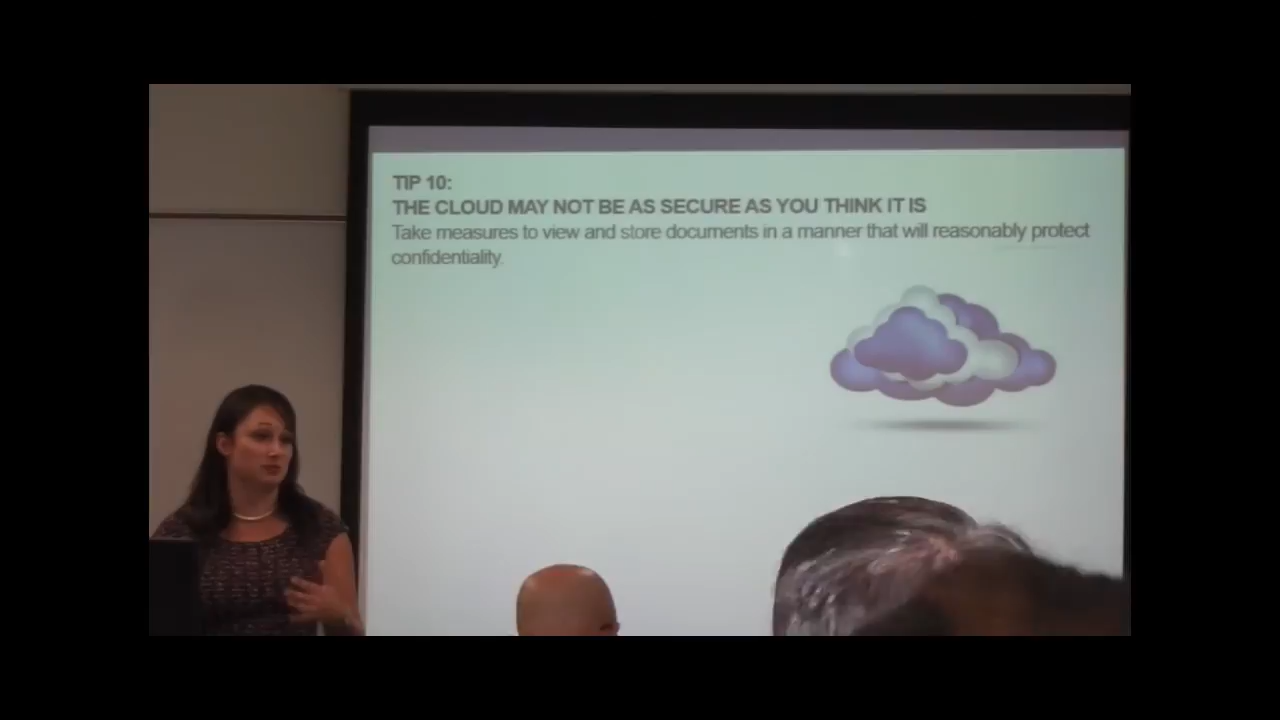 TIP 10:
THE CLOUD MAY NOT BE AS SECURE AS YOU THINK IT IS
Take measures to view and store documents in a manner that will reasonably protect
confidentiality.